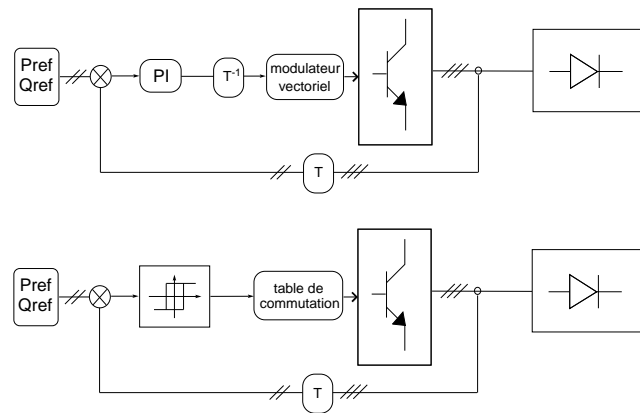 Pref
Qref
PI
T-1
modulateur
vectoriel
T
Pref
Qref
table de
commutation
T